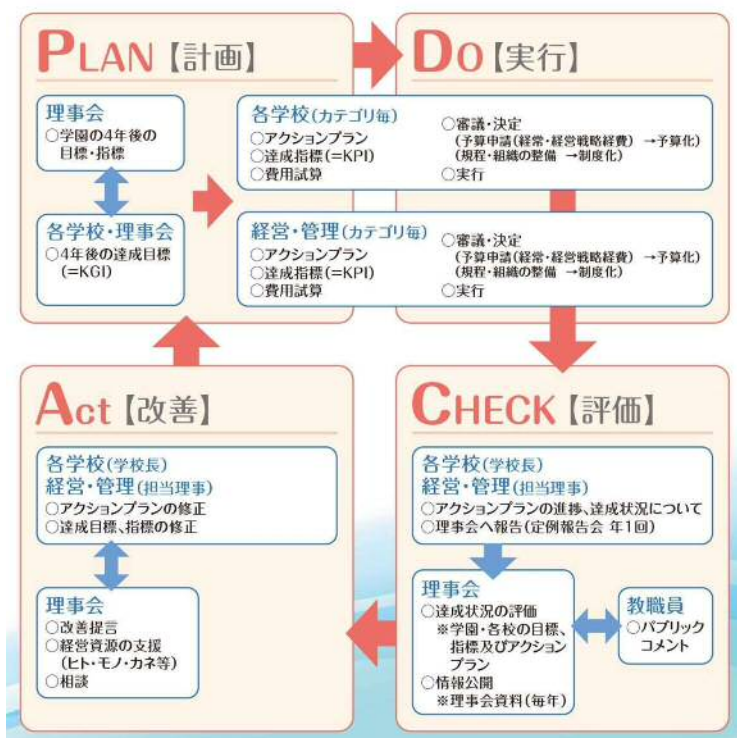 PLAN【計画】
理事会
○学園の4年後の
目標・指標
各学校・理事会
○4年後の達成目標
(=KGI)
DO【実行】
各学校(カテゴリ毎)
○アクションプラン
○達成指標(=KPI)
○費用試算
○審議・決定
(予算申請(経常・経営戦略経費) →予算化)
(規程・組織の整備 →制度化)
○実行
経営・管理(カテゴリ毎)
○アクションプラン
○達成指標(=KPI)
○費用試算
○審議・決定
(予算申請(経常・経営戦略経費) →予算化)
(規程・組織の整備 →制度化)
○実行
Act【改善】
各学校(学校長)
経営・管理(担当理事)
○アクションプランの修正
○達成目標、指標の修正
理事会
○改善提言
○経営資源の支援
(ヒト・モノ・カネ等)
○相談
CHECK【評価】
各学校(学校長)
経営・管理(担当理事)
○アクションプランの進捗、達成状況について
○理事会へ報告(定例報告会 年1回)
理事会
○達成状況の評価
※学園・各校の目標、
指標及びアクション
プラン
○情報公開
※理事会資料(毎年)
教職員
○パブリック
コメント